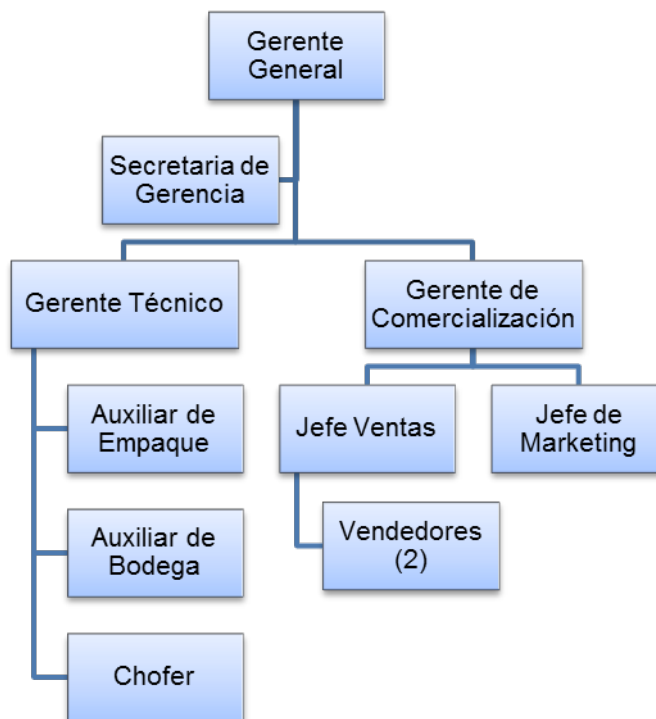 Gerente
General
Secretaria de
Gerencia
Gerente Técnico
Gerente de
Comercialización
Auxiliar de
Empaque
Jefe Ventas
Jefe de
Marketing
Auxiliar de
Bodega
Vendedores
(2)
Chofer